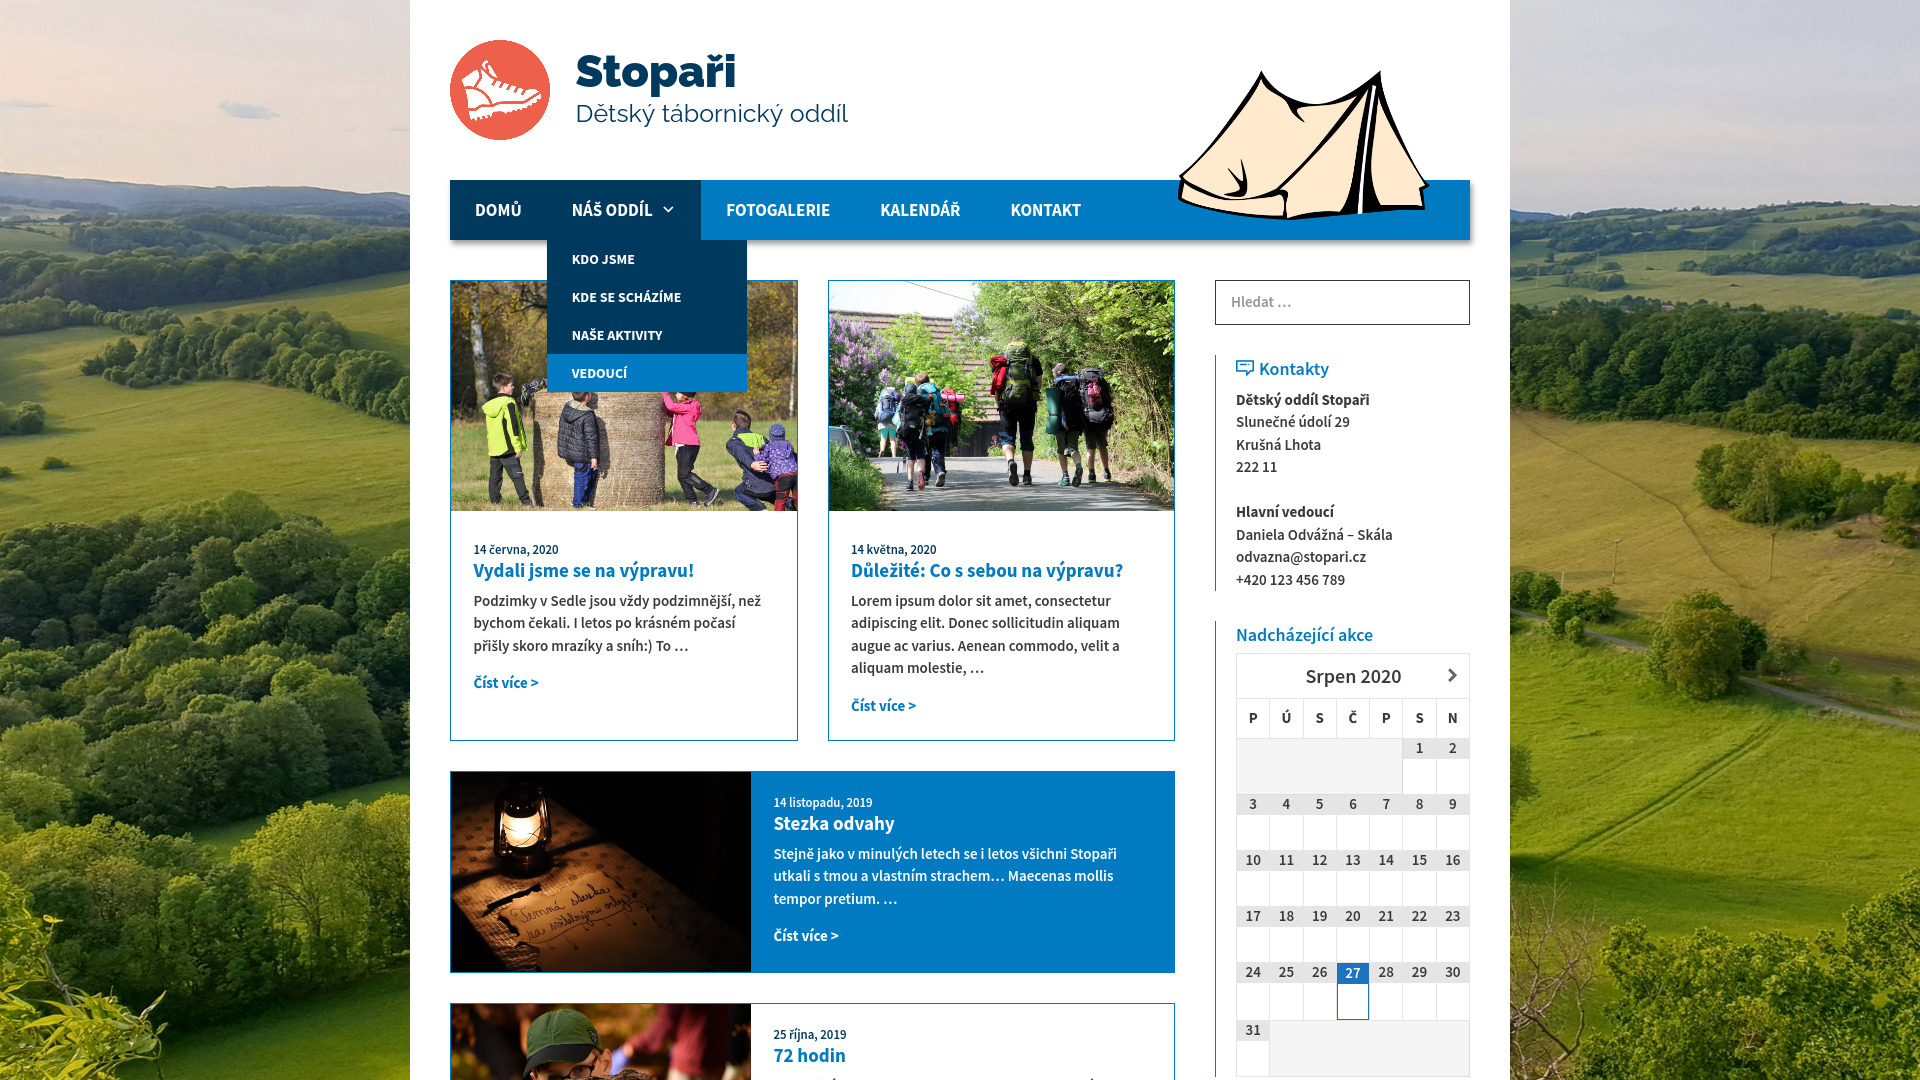 Stopaři
Dětský tábornický oddíl
DOMŮ
NÁŠ ODDÍL
FOTOGALERIE
KALENDÁŘ
KONTAKT
KDO JSME
KDE SE SCHÁZÍME
NAŠE AKTIVITY
VEDOUCÍ
14 června, 2020
Vydali jsme se na výpravu!
Podzimky v Sedle jsou vždy podzimnější, než
bychom čekali. I letos po krásném počasí
přišly skoro mrazíky a sníh:) To …
Číst více >
14 května, 2020
Důležité: Co s sebou na výpravu?
Lorem ipsum dolor sit amet, consectetur
adipiscing elit. Donec sollicitudin aliquam
augue ac varius. Aenean commodo, velit a
aliquam molestie, …
Číst více >
Temná stezka
14 listopadu, 2019
Stezka odvahy
Stejně jako v minulých letech se i letos všichni Stopaři
utkali s tmou a vlastním strachem… Maecenas mollis
tempor pretium. …
Číst více >
25 října, 2019
72 hodin
Hledat …
Kontakty
Dětský oddíl Stopaři
Slunečné údolí 29
Krušná Lhota
222 11
Hlavní vedoucí
Daniela Odvážná – Skála
odvazna@stopari.cz
+420 123 456 789
Nadcházející akce
Srpen 2020
P Ú S Č P S N
1 2
3 4 5 6 7 8 9
10 11 12 13 14 15 16
17 18 19 20 21 22 23
24 25 26 27 28 29 30
31